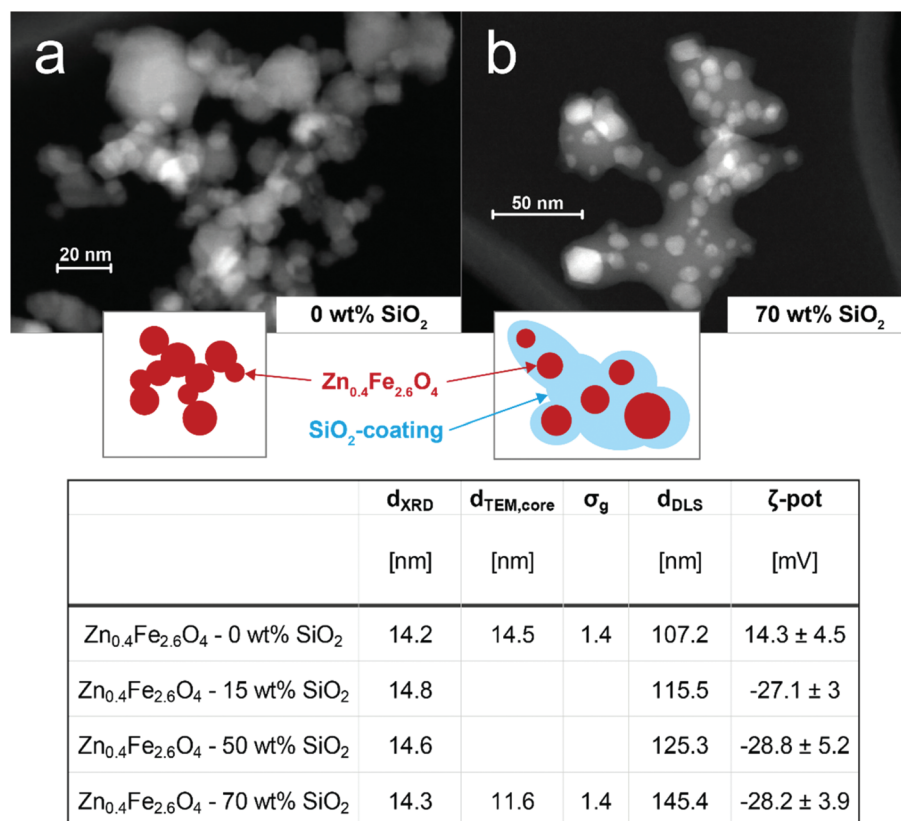 a
b
20 nm
50 nm
0 wt% SiO₂
70 wt% SiO₂
Zn₀.₄Fe₂.₆O₄
SiO₂-coating
d_XRD d_TEM,core σ_g d_DLS ζ-pot
[nm] [nm] [nm] [mV]
Zn₀.₄Fe₂.₆O₄ - 0 wt% SiO₂ 14.2 14.5 1.4 107.2 14.3 ± 4.5
Zn₀.₄Fe₂.₆O₄ - 15 wt% SiO₂ 14.8 115.5 -27.1 ± 3
Zn₀.₄Fe₂.₆O₄ - 50 wt% SiO₂ 14.6 125.3 -28.8 ± 5.2
Zn₀.₄Fe₂.₆O₄ - 70 wt% SiO₂ 14.3 11.6 1.4 145.4 -28.2 ± 3.9